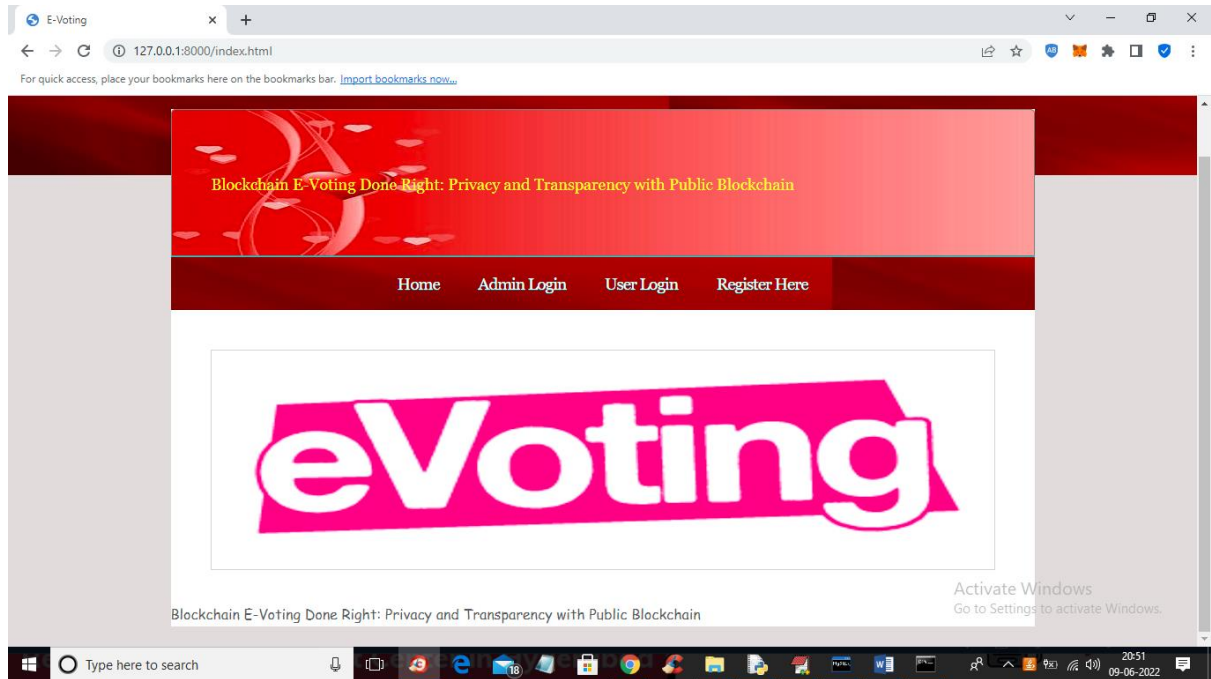 E-Voting
127.0.0.1:8000/index.html
For quick access, place your bookmarks here on the bookmarks bar. Import bookmarks now...
Blockchain E-Voting Done Right: Privacy and Transparency with Public Blockchain
Home Admin Login User Login Register Here
eVoting
Blockchain E-Voting Done Right: Privacy and Transparency with Public Blockchain
Activate Windows
Go to Settings to activate Windows.
Type here to search
18
20:51
09-06-2022